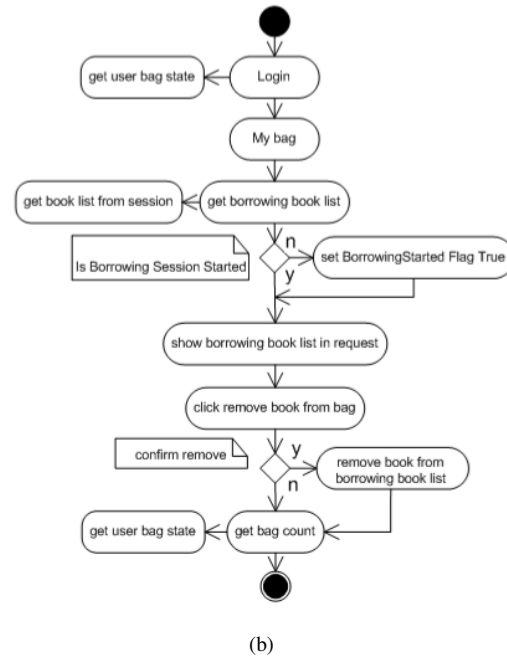 get user bag state
Login
My bag
get book list from session
get borrowing book list
n
Is Borrowing Session Started
set BorrowingStarted Flag True
y
show borrowing book list in request
click remove book from bag
y
confirm remove
remove book from
borrowing book list
n
get user bag state
get bag count
(b)